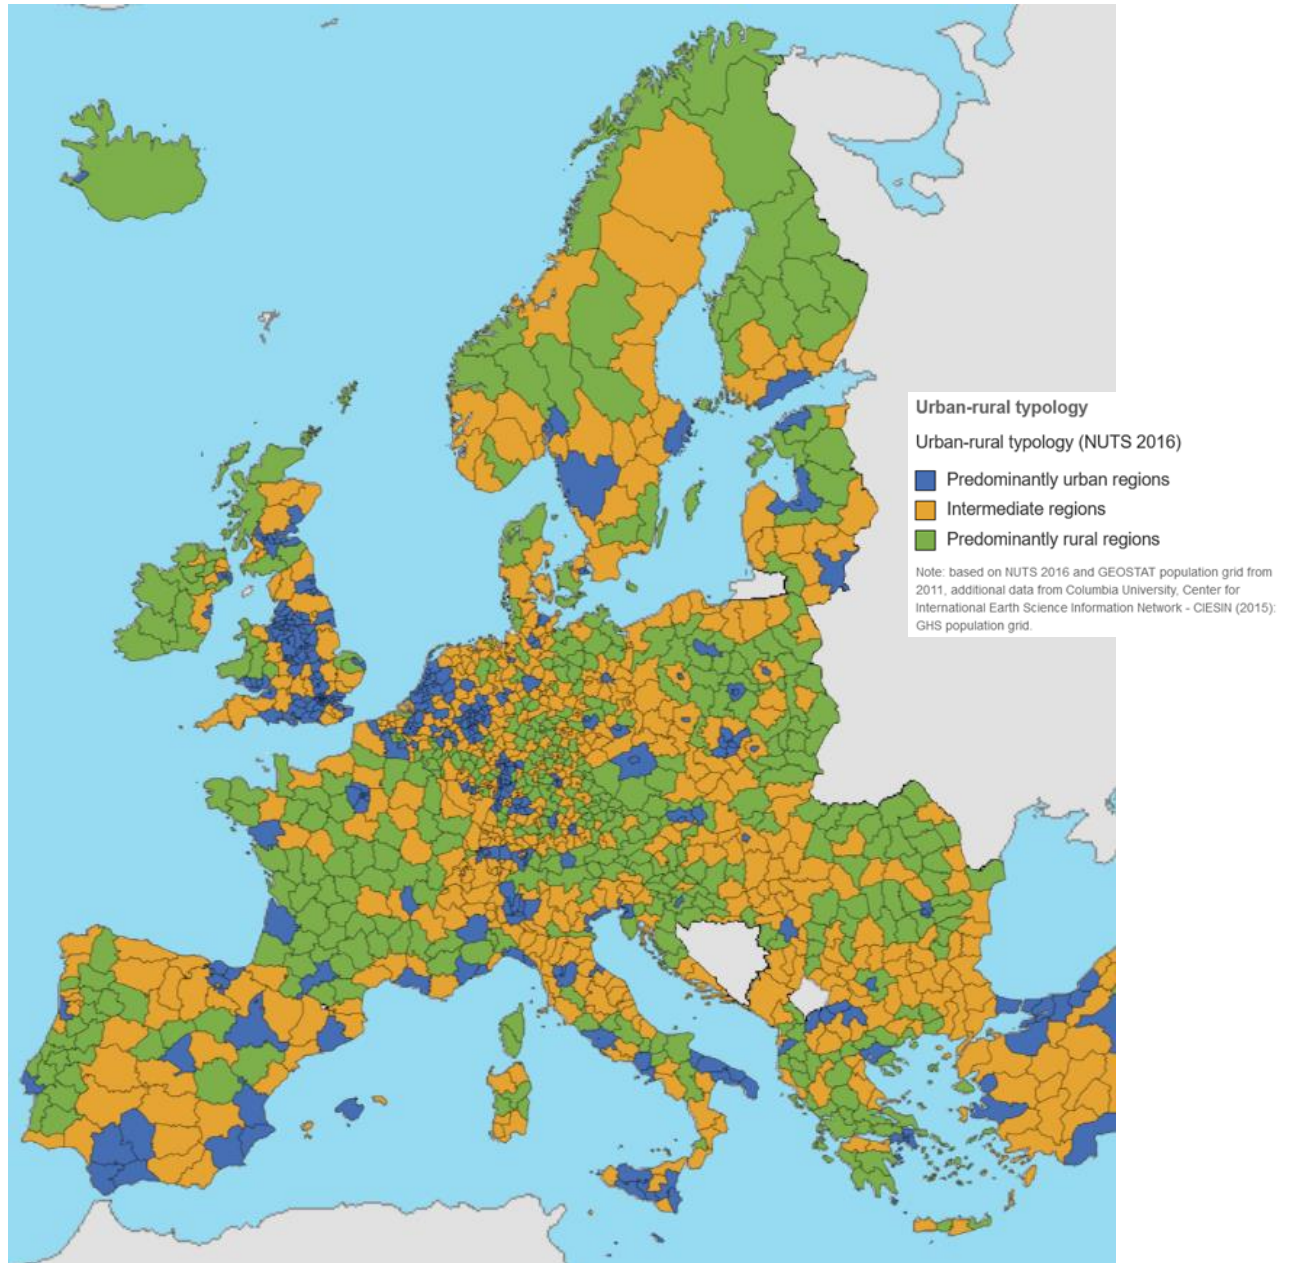 Urban-rural typology
Urban-rural typology (NUTS 2016)
Predominantly urban regions
Intermediate regions
Predominantly rural regions
Note: based on NUTS 2016 and GEOSTAT population grid from
2011, additional data from Columbia University, Center for
International Earth Science Information Network - CIESIN (2015):
GHS population grid.